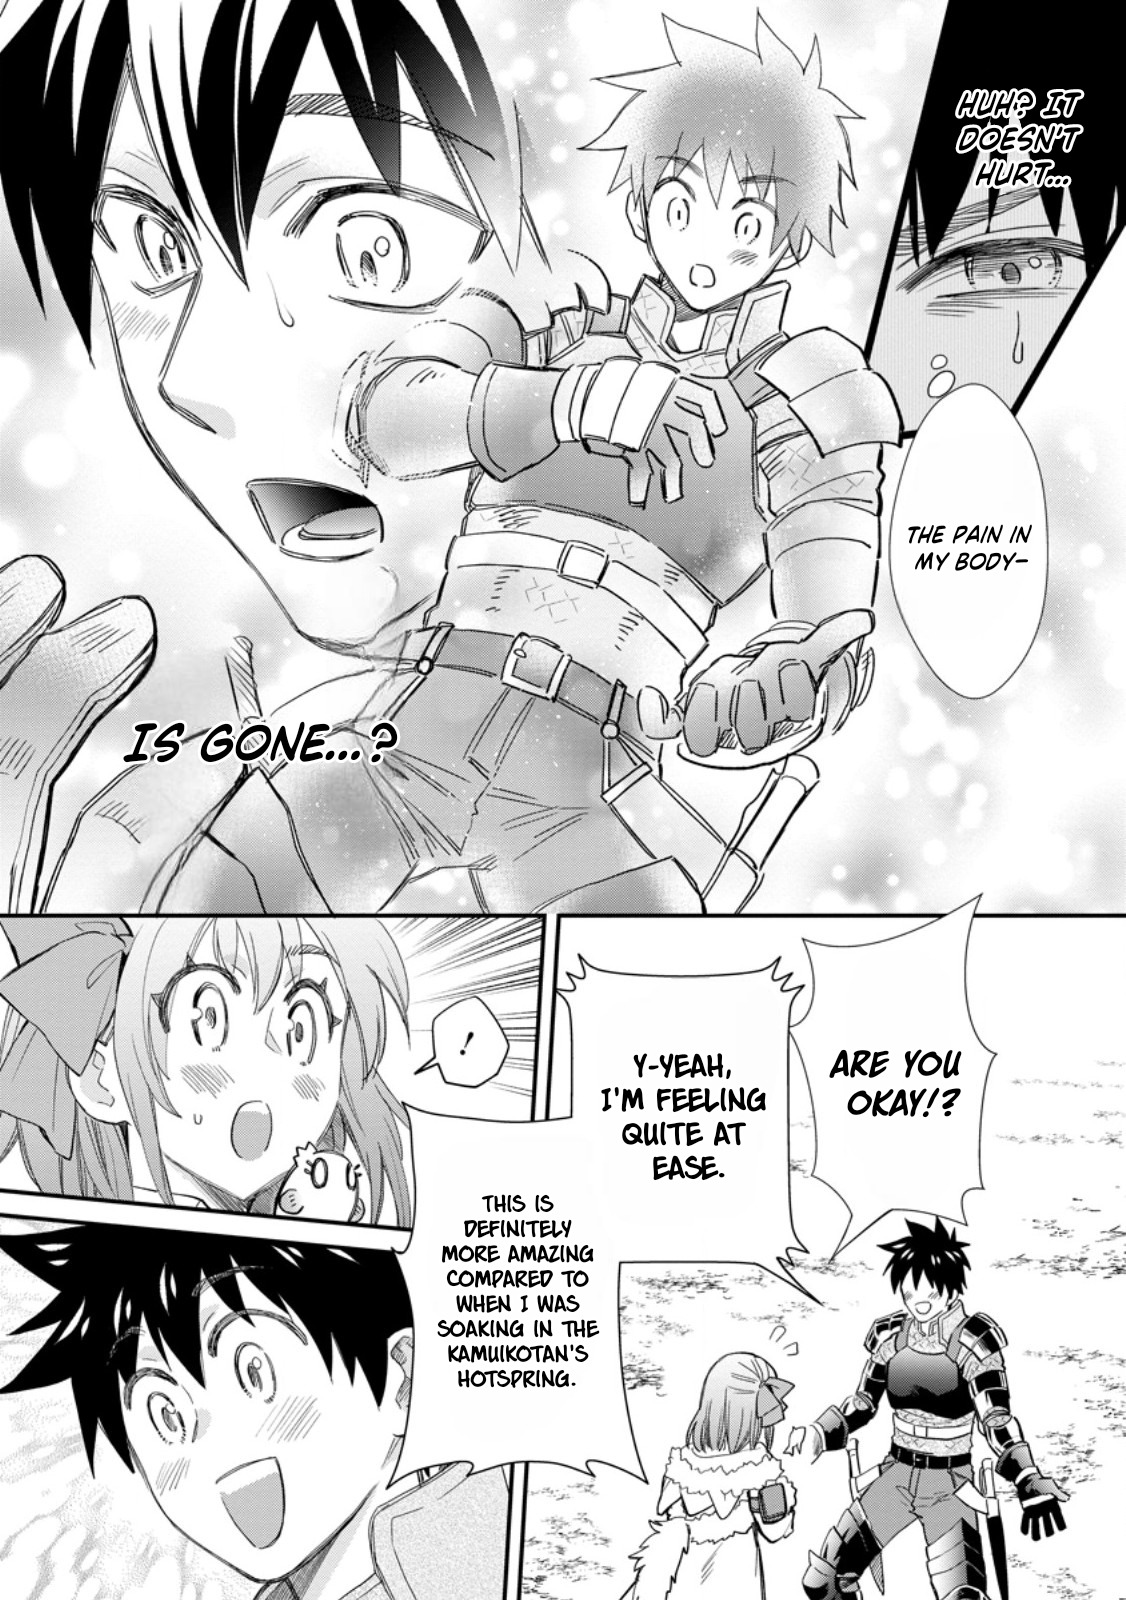 HUH? IT
DOESN'T
HURT...
THE PAIN IN
MY BODY-
IS GONE...?
ARE YOU
OKAY!?
Y-YEAH,
I'M FEELING
QUITE AT
EASE.
!
THIS IS
DEFINITELY
MORE AMAZING
COMPARED TO
WHEN I WAS
SOAKING IN THE
KAMUIKOTAN'S
HOTSPRING.